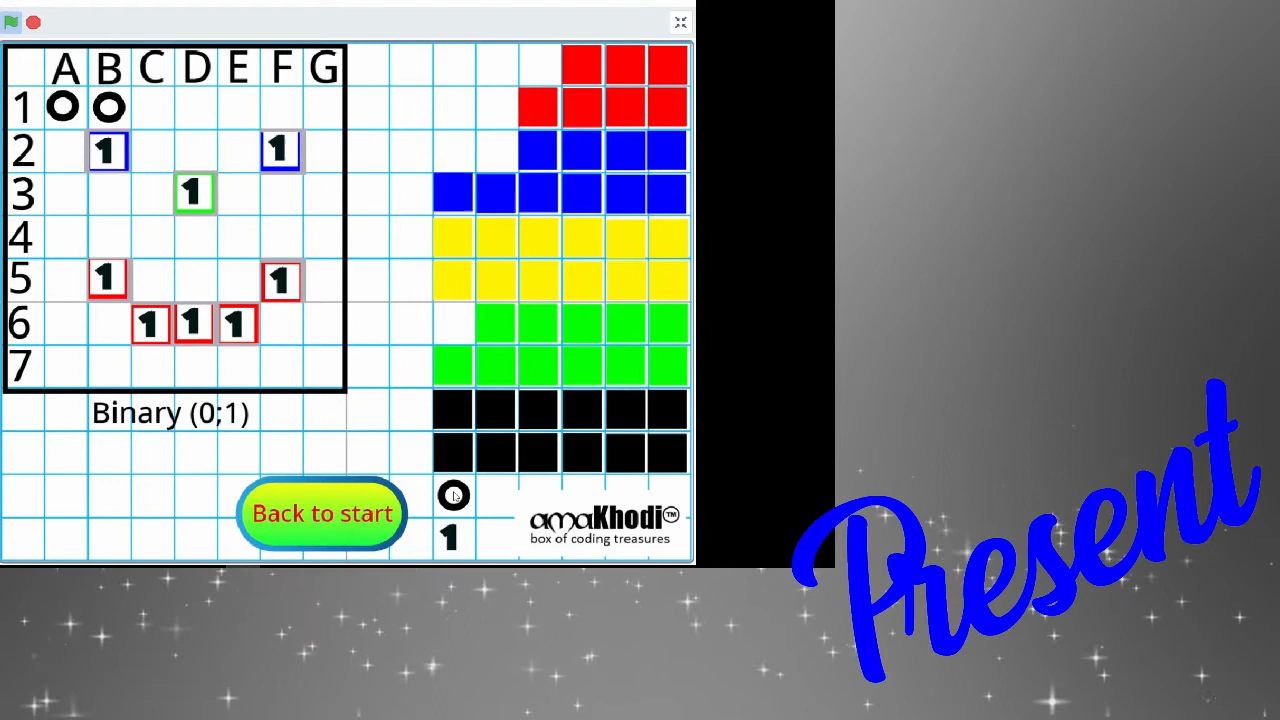 A B C D E F G
1 O O
2 1 1
3 1
4
5 1 1
6 1 1 1
7
Binary (0;1)
Back to start
O
1
amaKhodi™
box of coding treasures
Present